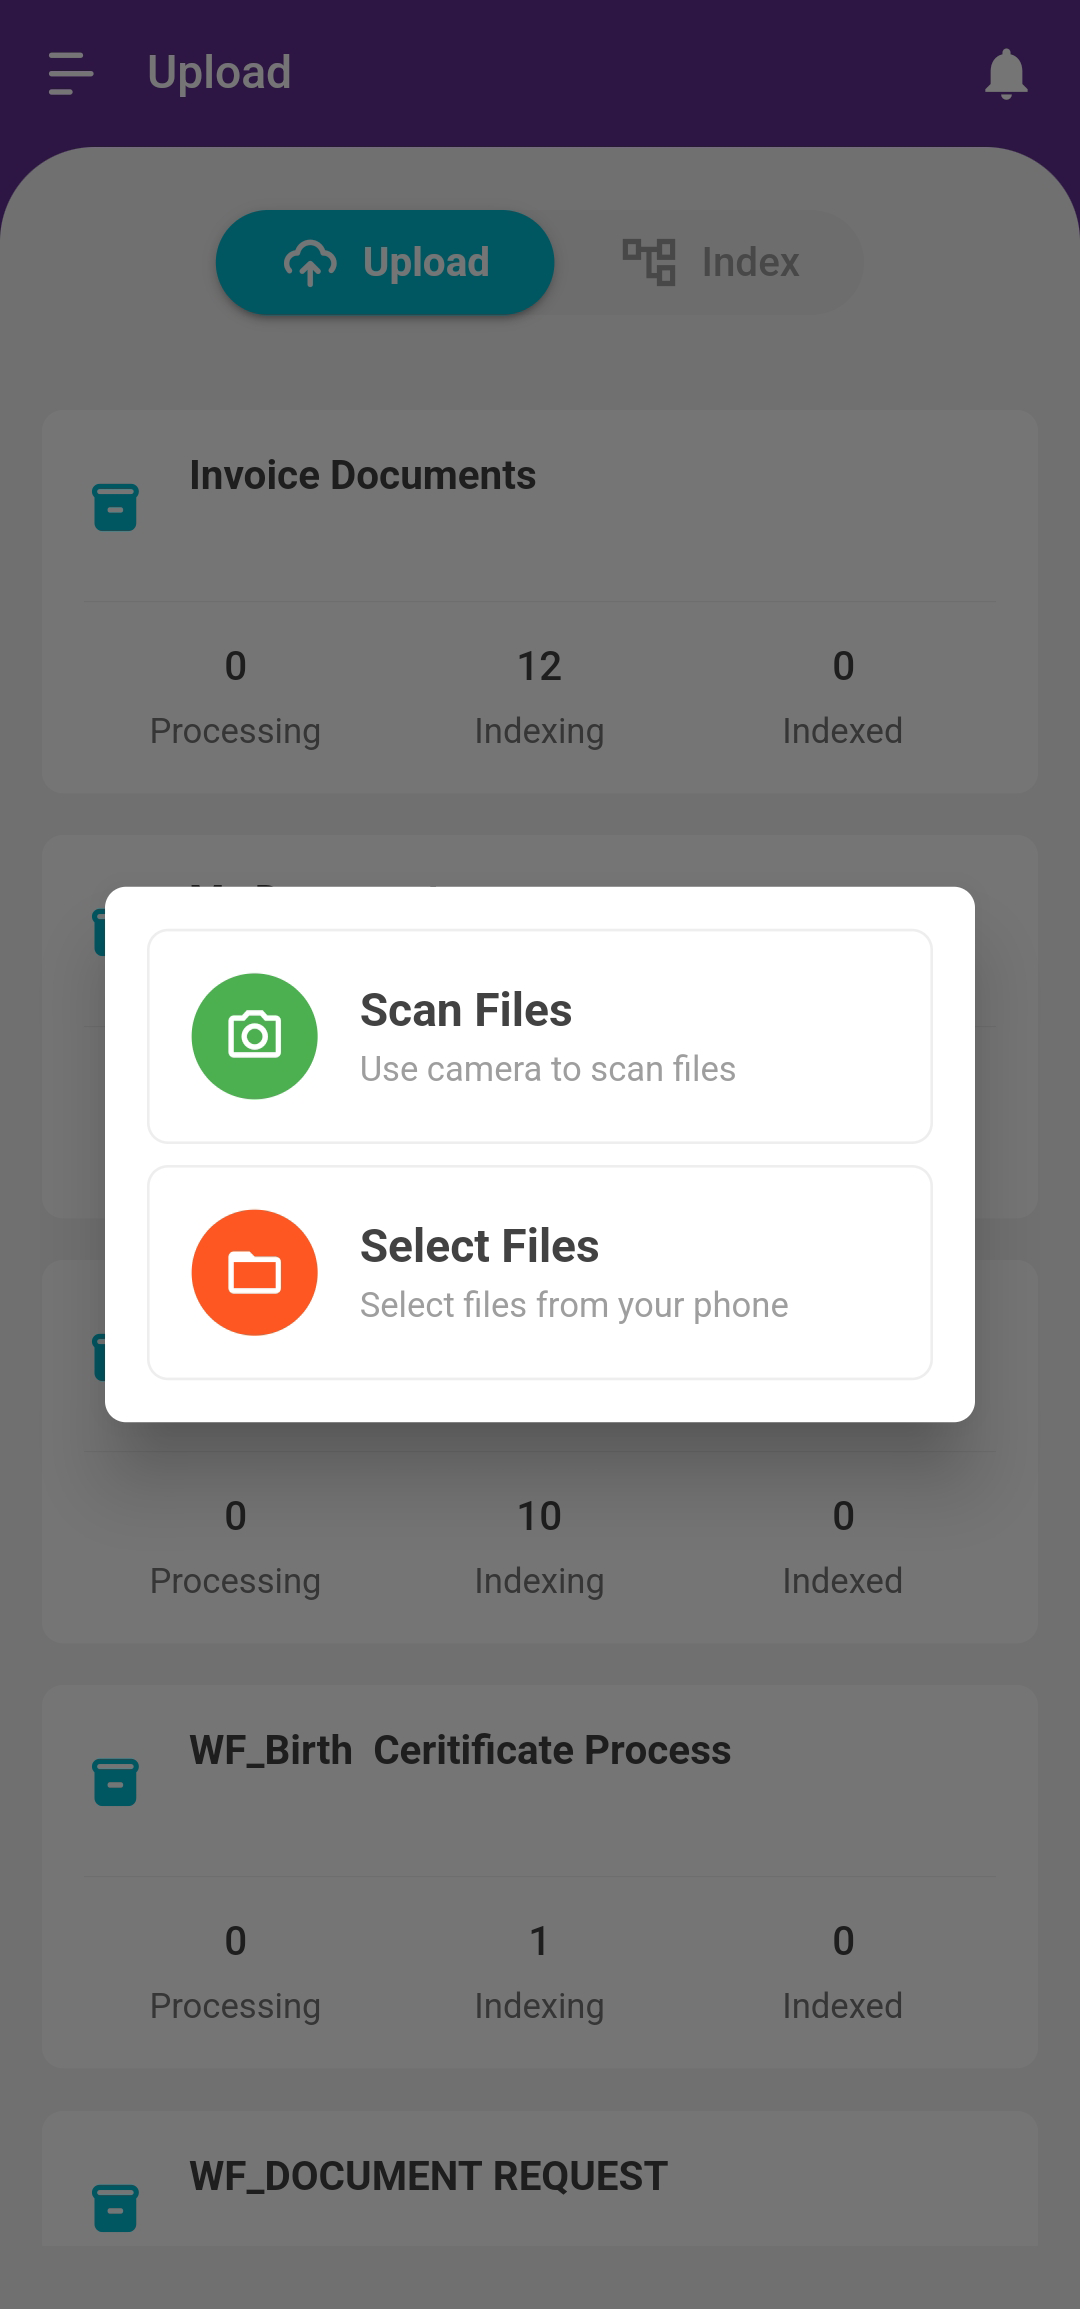 Upload
Upload
Index
Invoice Documents
0
12
0
Processing
Indexing
Indexed
Scan Files
Use camera to scan files
Select Files
Select files from your phone
0
10
0
Processing
Indexing
Indexed
WF_Birth  Ceritificate Process
0
1
0
Processing
Indexing
Indexed
WF_DOCUMENT REQUEST